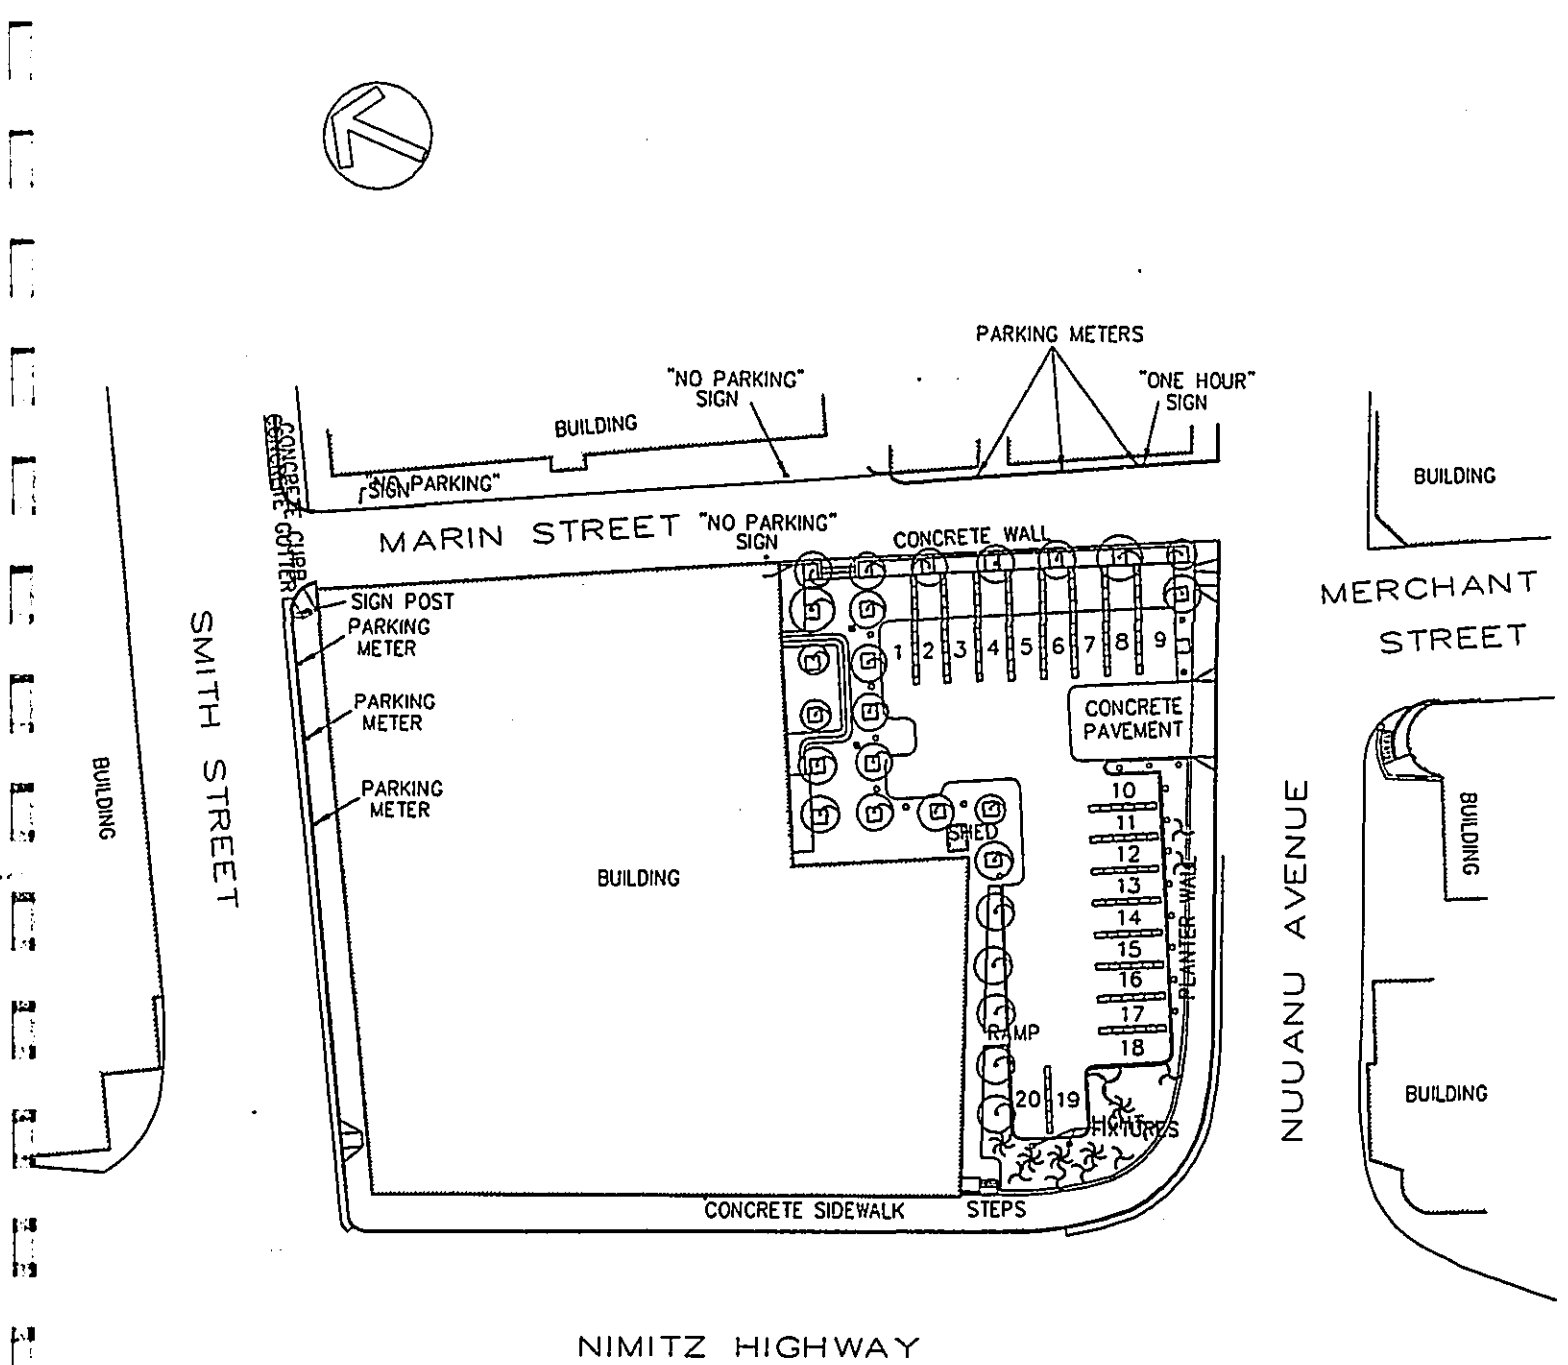 PARKING METERS
"NO PARKING"
SIGN
"ONE HOUR"
SIGN
BUILDING
BUILDING
"NO PARKING"
SIGN
CONCRETE CURB
CONCRETE GUTTER
MARIN STREET
"NO PARKING"
SIGN
CONCRETE WALL
MERCHANT
STREET
SIGN POST
PARKING
METER
PARKING
METER
PARKING
METER
SMITH STREET
BUILDING
1
2
3
4
5
6
7
8
9
CONCRETE
PAVEMENT
10
11
12
13
14
15
16
17
18
20
19
SHED
BUILDING
PLANTER WALL
NUUANU AVENUE
BUILDING
BUILDING
RAMP
LIGHT
FIXTURES
CONCRETE SIDEWALK
STEPS
NIMITZ HIGHWAY